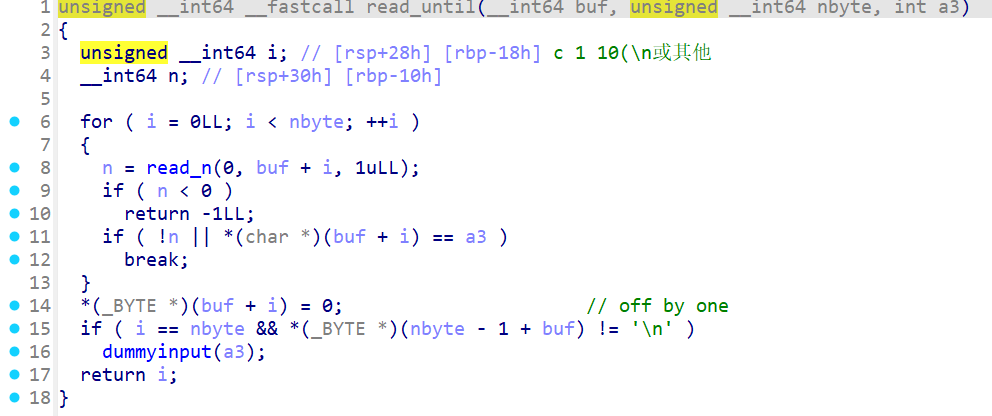 1 unsigned __int64 __fastcall read_until(__int64 buf, unsigned __int64 nbyte, int a3)
2 {
3   unsigned __int64 i; // [rsp+28h] [rbp-18h] c 1 10(\n或其他
4   __int64 n; // [rsp+30h] [rbp-10h]
5
6   for ( i = 0LL; i < nbyte; ++i )
7   {
8     n = read_n(0, buf + i, 1uLL);
9     if ( n < 0 )
10       return -1LL;
11     if ( !n || *(char *)(buf + i) == a3 )
12       break;
13   }
14   *(_BYTE *)(buf + i) = 0;                     // off by one
15   if ( i == nbyte && *(_BYTE *)(nbyte - 1 + buf) != '\n' )
16     dummyinput(a3);
17   return i;
18 }